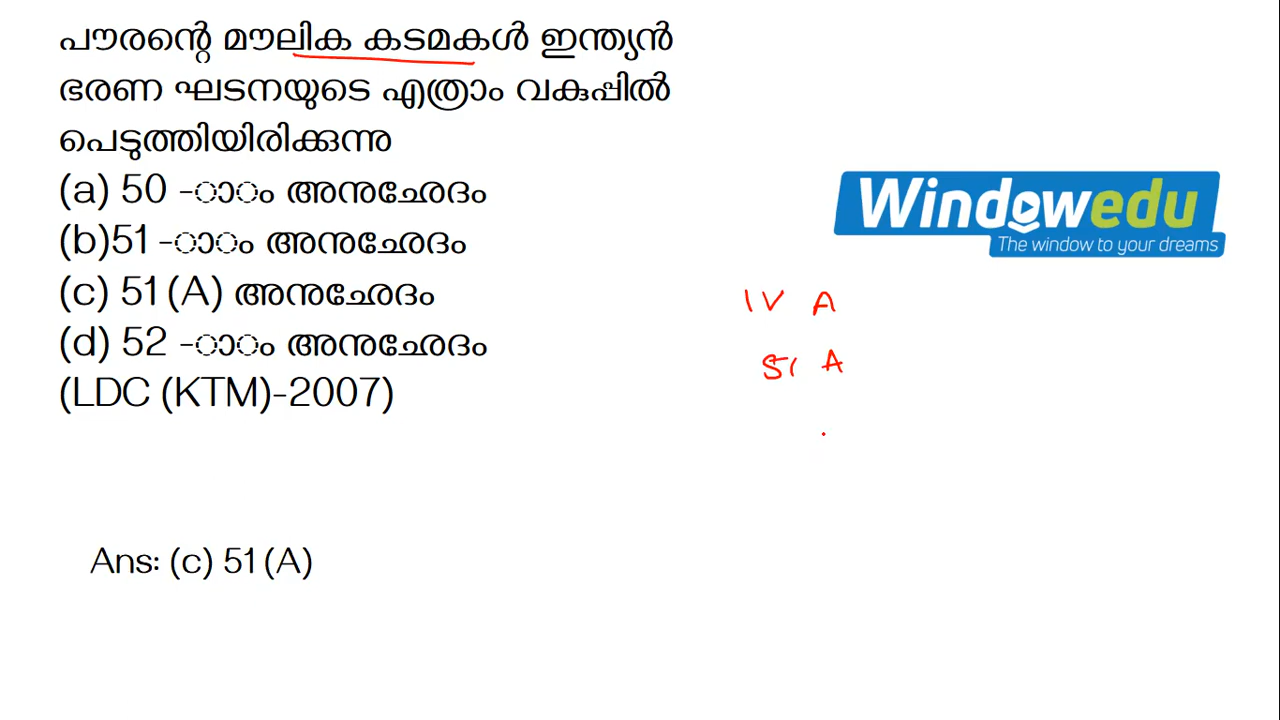 പൗരന്റെ മൗലിക കടമകൾ ഇന്ത്യൻ
ഭരണ ഘടനയുടെ എത്രാം വകുപ്പിൽ
പെടുത്തിയിരിക്കുന്നു
(a) 50 -ാം അനുഛേദം
(b)51 -ാം അനുഛേദം
(c) 51(A) അനുഛേദം
(d) 52 -ാം അനുഛേദം
(LDC (KTM)-2007)
Ans: (c) 51(A)
Windowedu
The window to your dreams
IV A
51 A